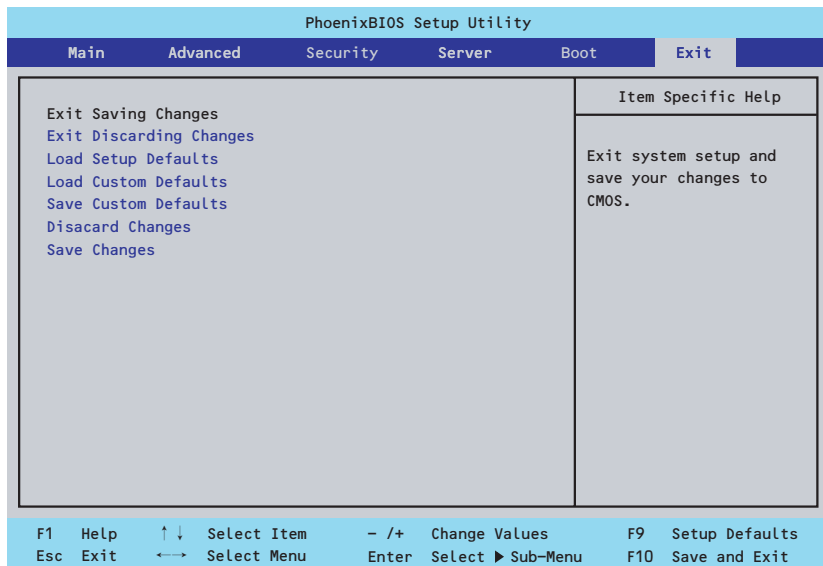 PhoenixBIOS Setup Utility
Main Advanced Security Server Boot Exit
Exit Saving Changes
Exit Discarding Changes
Load Setup Defaults
Load Custom Defaults
Save Custom Defaults
Disacard Changes
Save Changes
Item Specific Help
Exit system setup and
save your changes to
CMOS.
F1 Help ↑↓ Select Item – /+ Change Values F9 Setup Defaults
Esc Exit ←→ Select Menu Enter Select ▶ Sub-Menu F10 Save and Exit